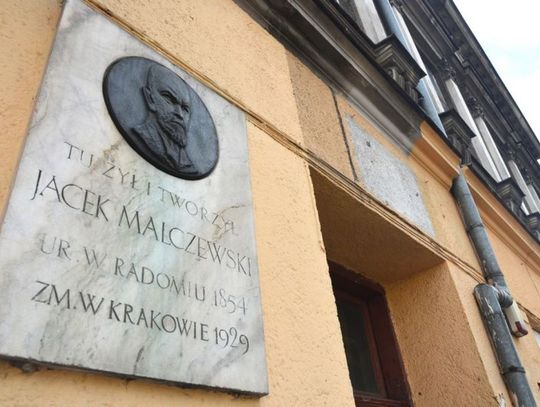 TU ŻYŁ I TWORZYŁ
JACEK MALCZEWSKI
UR. W RADOMIU 1854
ZM. W KRAKOWIE 1929